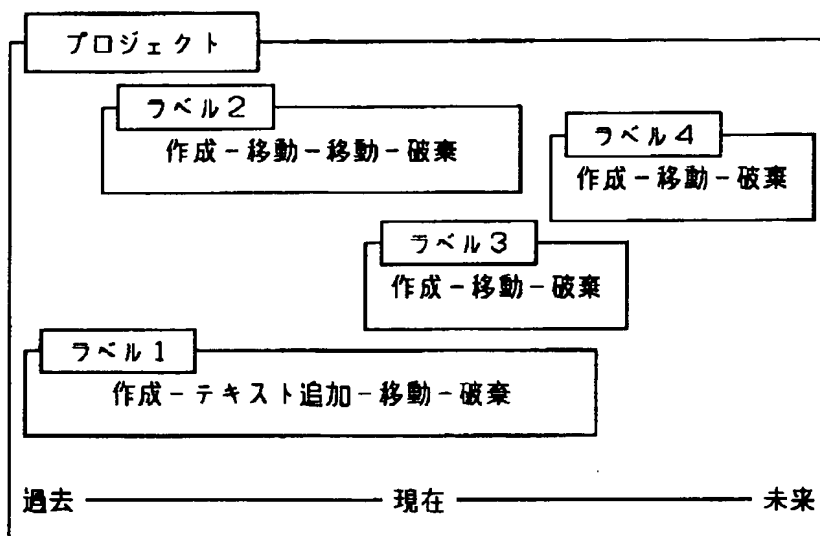 プロジェクト
ラベル2
作成-移動-移動-破棄
ラベル4
作成-移動-破棄
ラベル3
作成-移動-破棄
ラベル1
作成-テキスト追加-移動-破棄
過去 現在 未来